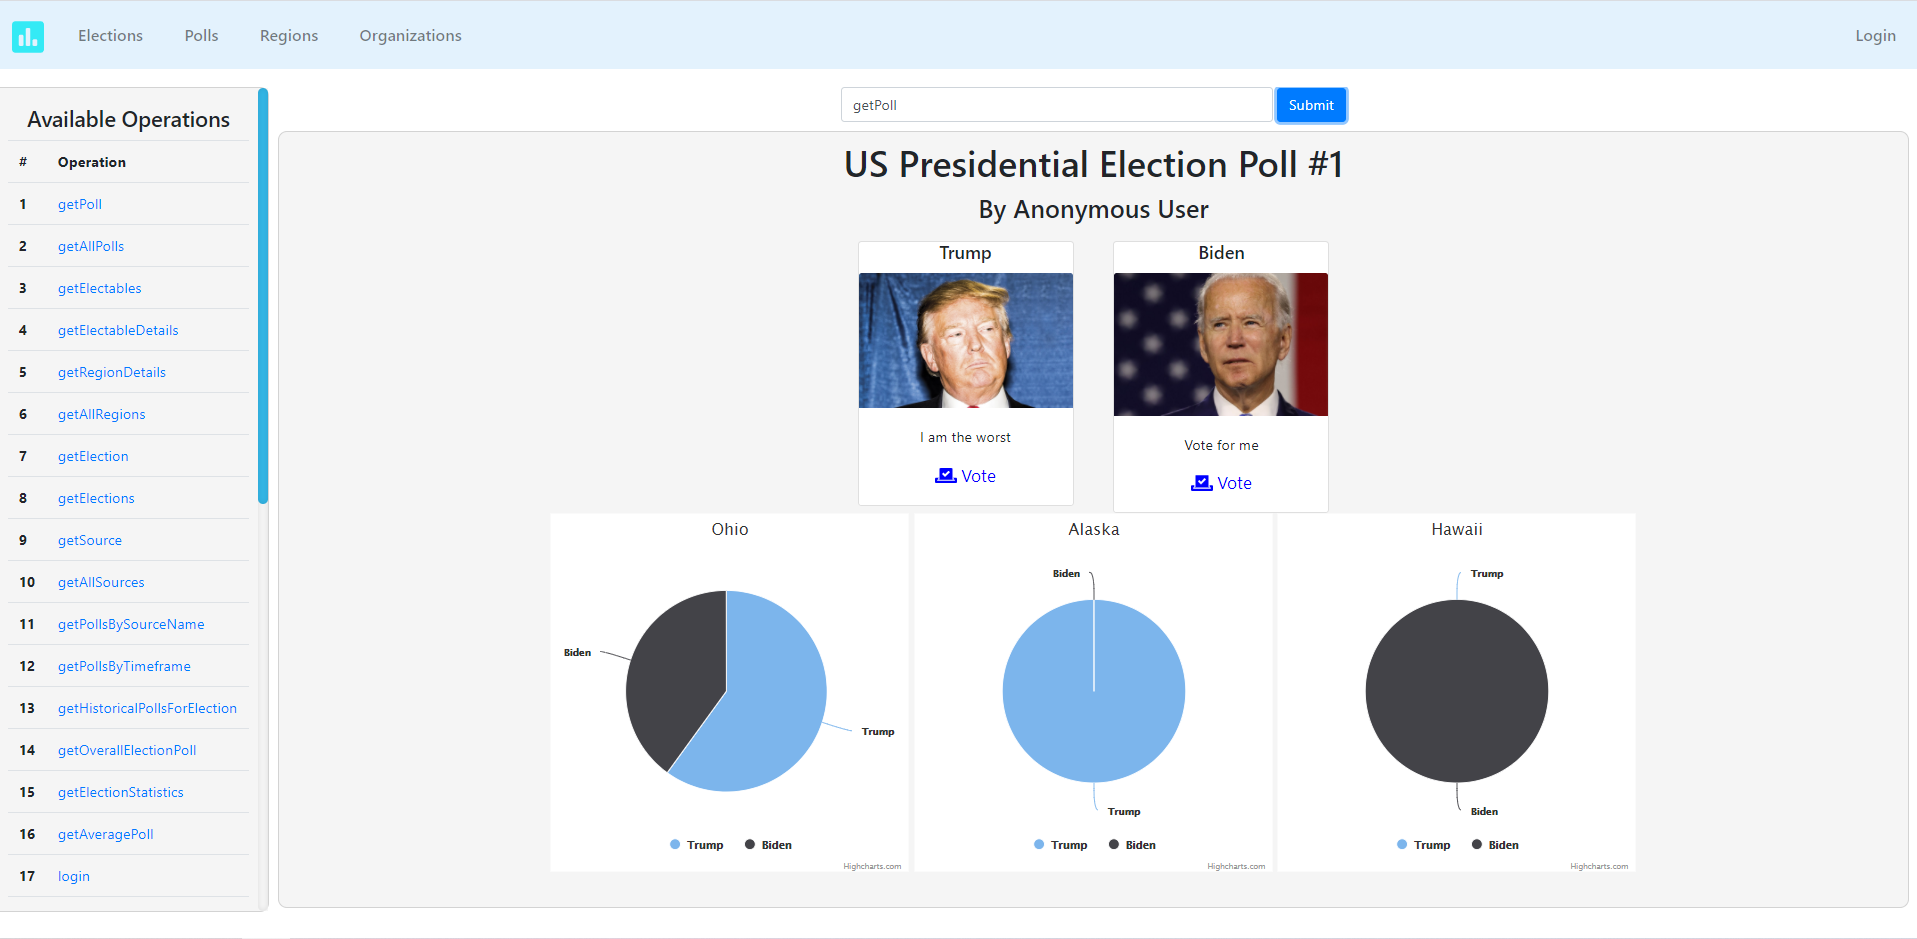 Elections Polls Regions Organizations Login
Available Operations
# Operation
1 getPoll
2 getAllPolls
3 getElectables
4 getElectableDetails
5 getRegionDetails
6 getAllRegions
7 getElection
8 getElections
9 getSource
10 getAllSources
11 getPollsBySourceName
12 getPollsByTimeframe
13 getHistoricalPollsForElection
14 getOverallElectionPoll
15 getElectionStatistics
16 getAveragePoll
17 login
getPoll Submit
US Presidential Election Poll #1
By Anonymous User
Trump
I am the worst
Vote
Biden
Vote for me
Vote
Ohio
Biden
Trump
Trump Biden
Highcharts.com
Alaska
Biden
Trump
Trump Biden
Highcharts.com
Hawaii
Trump
Biden
Trump Biden
Highcharts.com